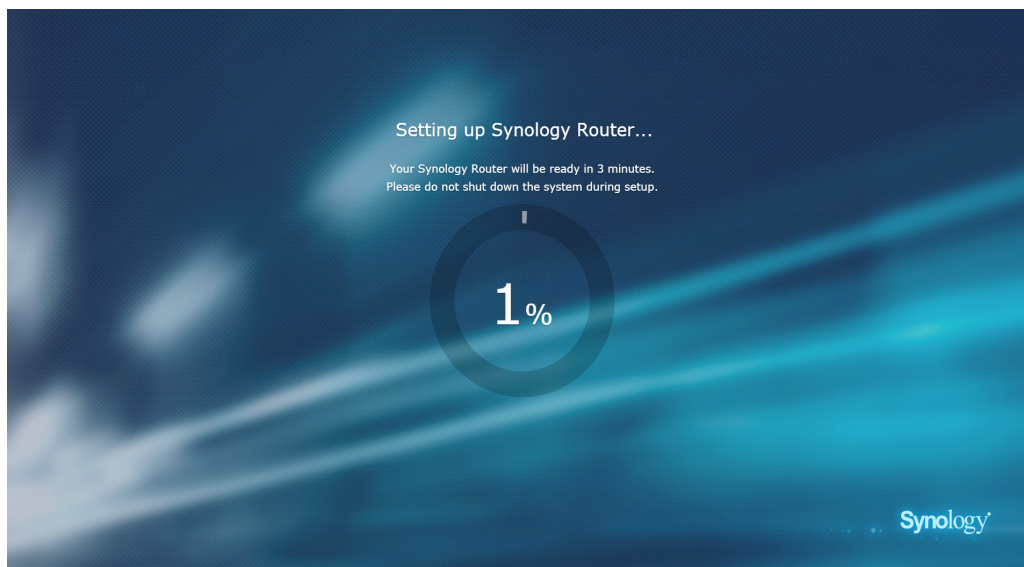 Setting up Synology Router...
Your Synology Router will be ready in 3 minutes.
Please do not shut down the system during setup.
1%
Synology